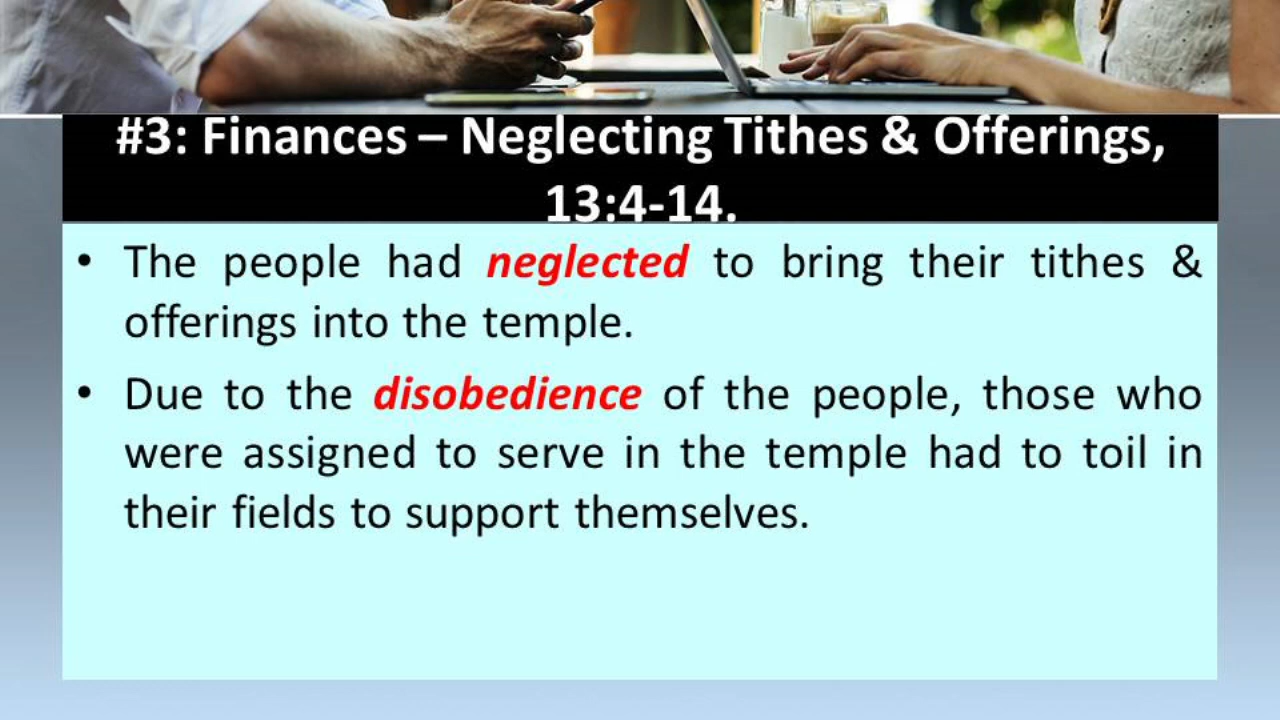 #3: Finances – Neglecting Tithes & Offerings,
13:4-14.
• The people had neglected to bring their tithes &
offerings into the temple.
• Due to the disobedience of the people, those who
were assigned to serve in the temple had to toil in
their fields to support themselves.